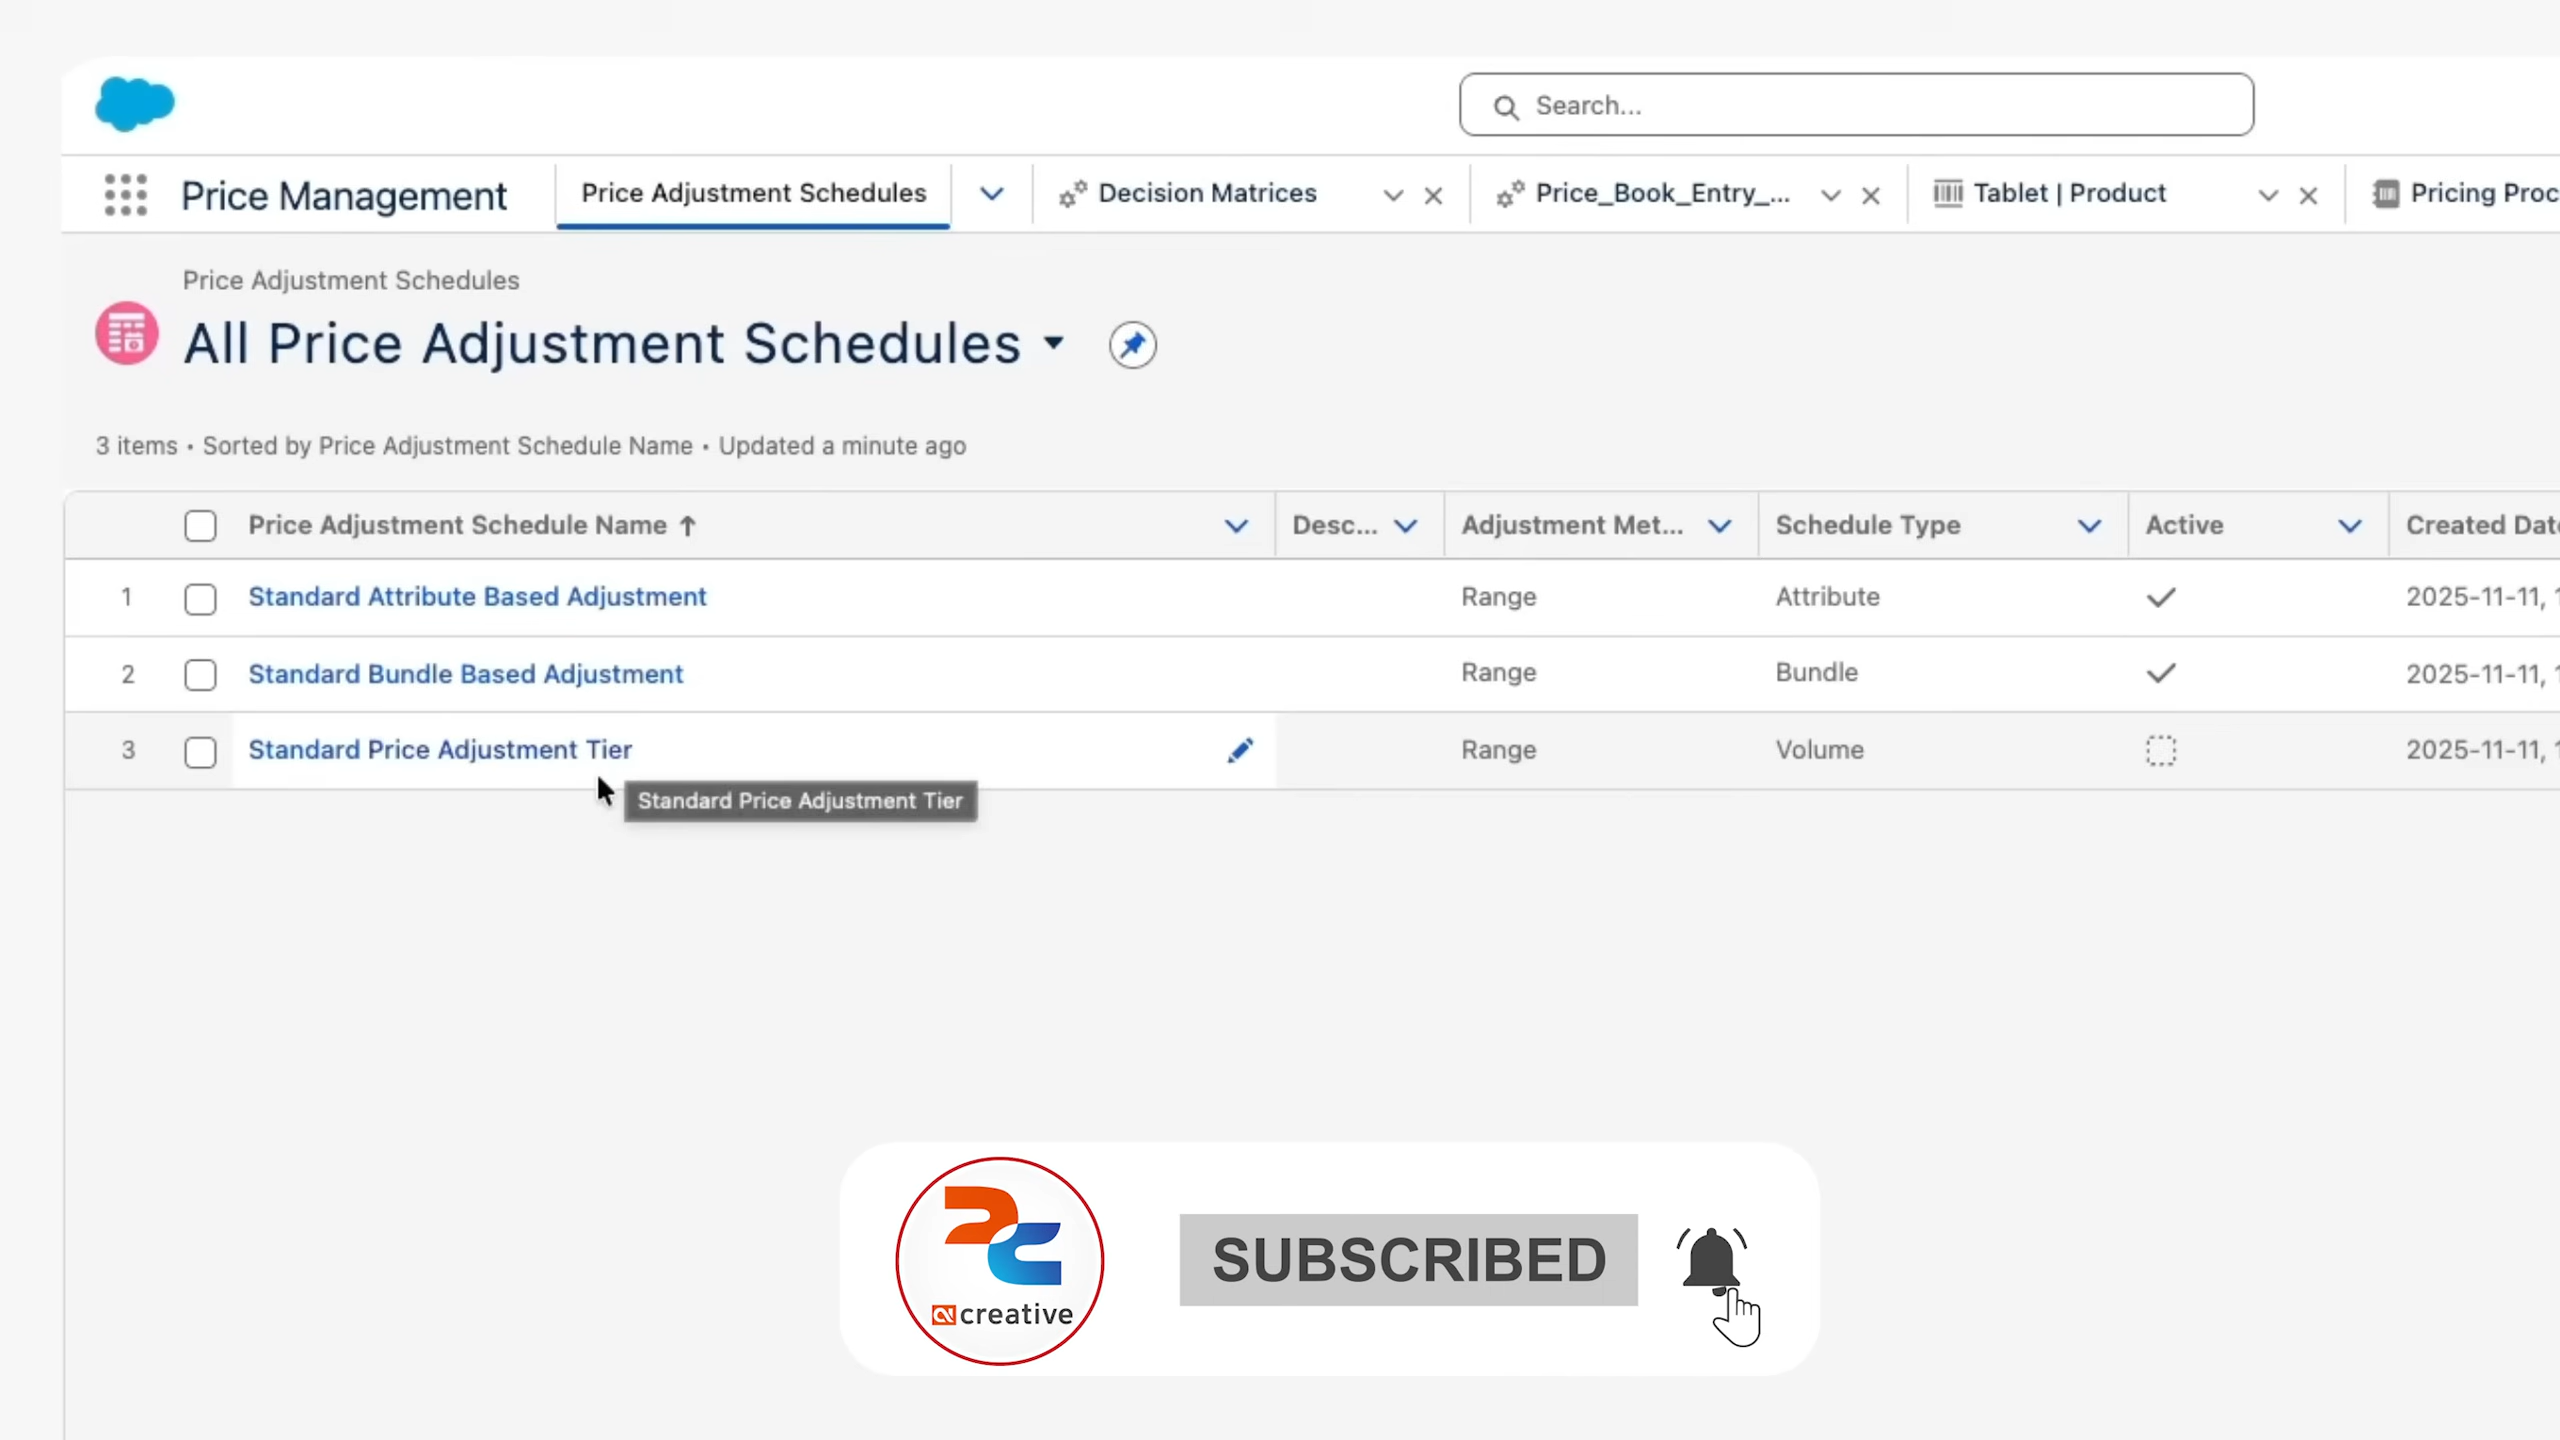 Search...
Price Management
Price Adjustment Schedules
Decision Matrices
Price_Book_Entry_...
Tablet | Product
Pricing Proc
Price Adjustment Schedules
All Price Adjustment Schedules
3 items • Sorted by Price Adjustment Schedule Name • Updated a minute ago
Price Adjustment Schedule Name ↑ Desc... Adjustment Met... Schedule Type Active Created Date
1 Standard Attribute Based Adjustment Range Attribute 2025-11-11, 1
2 Standard Bundle Based Adjustment Range Bundle 2025-11-11, 1
3 Standard Price Adjustment Tier Range Volume 2025-11-11, 1
Standard Price Adjustment Tier
creative
SUBSCRIBED